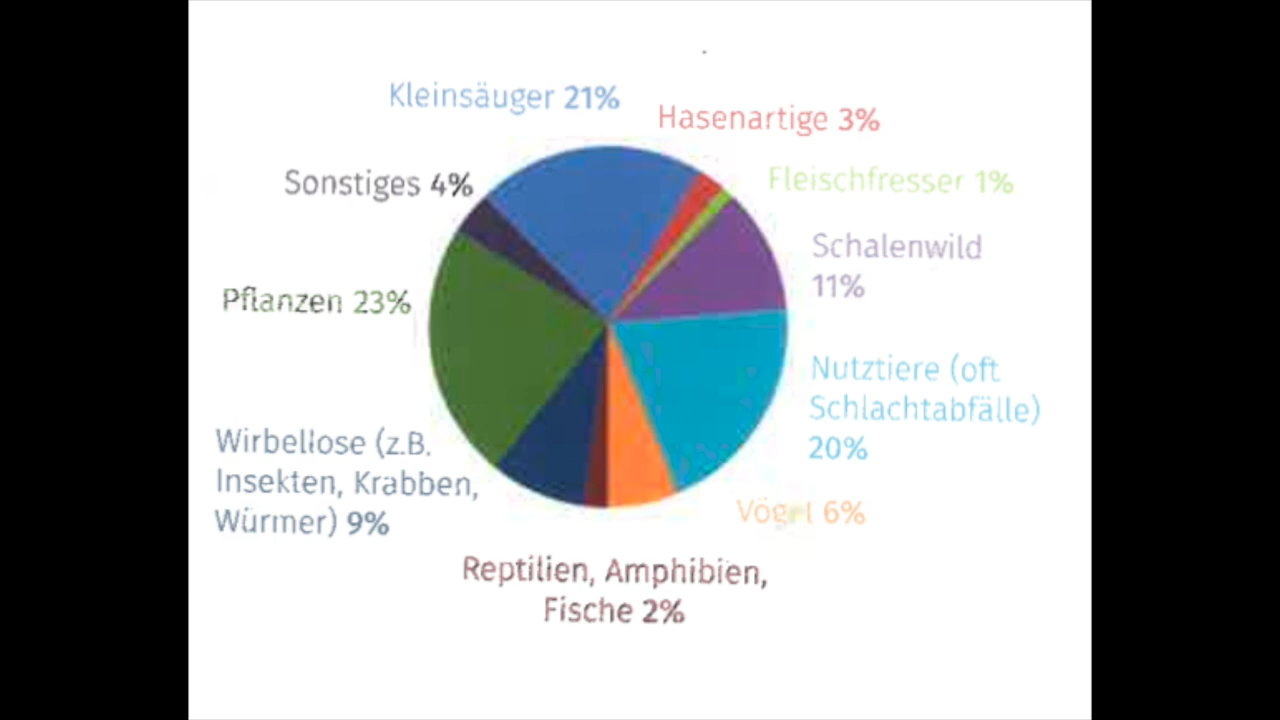 Kleinsäuger 21%
Hasenartige 3%
Sonstiges 4%
Fleischfresser 1%
Schalenwild
11%
Pflanzen 23%
Nutztiere (oft
Schlachtabfälle)
20%
Wirbellose (z.B.
Insekten, Krabben,
Würmer) 9%
Vögel 6%
Reptilien, Amphibien,
Fische 2%